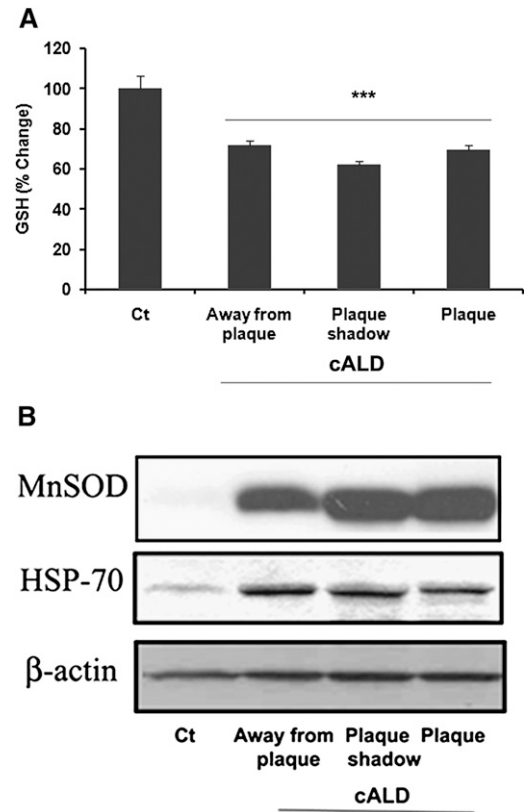 A
120
100
80
60
40
20
0
GSH (% Change)
***
Ct
Away from
plaque
Plaque
shadow
Plaque
cALD
B
MnSOD
HSP-70
β-actin
Ct
Away from
plaque
Plaque
shadow
Plaque
cALD